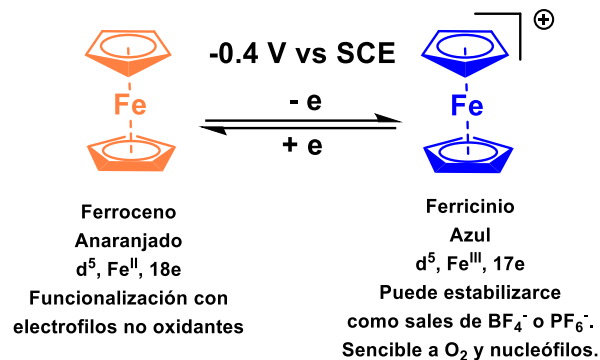 -0.4 V vs SCE
Fe
- e
+ e
Fe
⊕
Ferroceno
Anaranjado
d⁵, Feᴵᴵ, 18e
Funcionalización con
electrofilos no oxidantes
Ferricinio
Azul
d⁵, Feᴵᴵᴵ, 17e
Puede estabilizarce
como sales de BF₄⁻ o PF₆⁻.
Sencible a O₂ y nucleófilos.